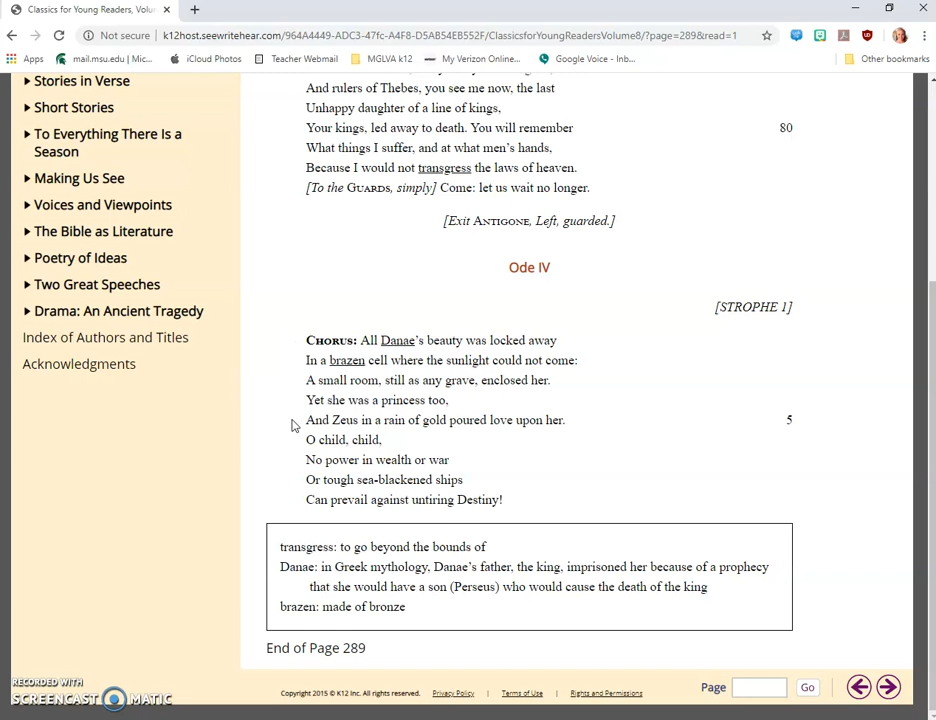 Classics for Young Readers, Volum
Not secure
k12host.seewritehear.com/964A4449-ADC3-47fc-A4F8-D5AB54EB552F/ClassicsforYoungReadersVolume8/?page=289&read=1
Apps
mail.msu.edu | Mic...
iCloud Photos
Teacher Webmail
MGLVA k12
My Verizon Online...
Google Voice - Inb...
Other bookmarks
Stories in Verse
Short Stories
To Everything There Is a
Season
Making Us See
Voices and Viewpoints
The Bible as Literature
Poetry of Ideas
Two Great Speeches
Drama: An Ancient Tragedy
Index of Authors and Titles
Acknowledgments
And rulers of Thebes, you see me now, the last
Unhappy daughter of a line of kings,
Your kings, led away to death. You will remember 80
What things I suffer, and at what men's hands,
Because I would not transgress the laws of heaven.
[To the GUARDS, simply] Come: let us wait no longer.
[Exit ANTIGONE, Left, guarded.]
Ode IV
[STROPHE 1]
CHORUS: All Danae's beauty was locked away
In a brazen cell where the sunlight could not come:
A small room, still as any grave, enclosed her.
Yet she was a princess too,
And Zeus in a rain of gold poured love upon her. 5
O child, child,
No power in wealth or war
Or tough sea-blackened ships
Can prevail against untiring Destiny!
transgress: to go beyond the bounds of
Danae: in Greek mythology, Danae's father, the king, imprisoned her because of a prophecy
that she would have a son (Perseus) who would cause the death of the king
brazen: made of bronze
End of Page 289
RECORDED WITH
SCREENCAST MATIC
Copyright 2015 © K12 Inc. All rights reserved. | Privacy Policy | Terms of Use | Rights and Permissions
Page Go